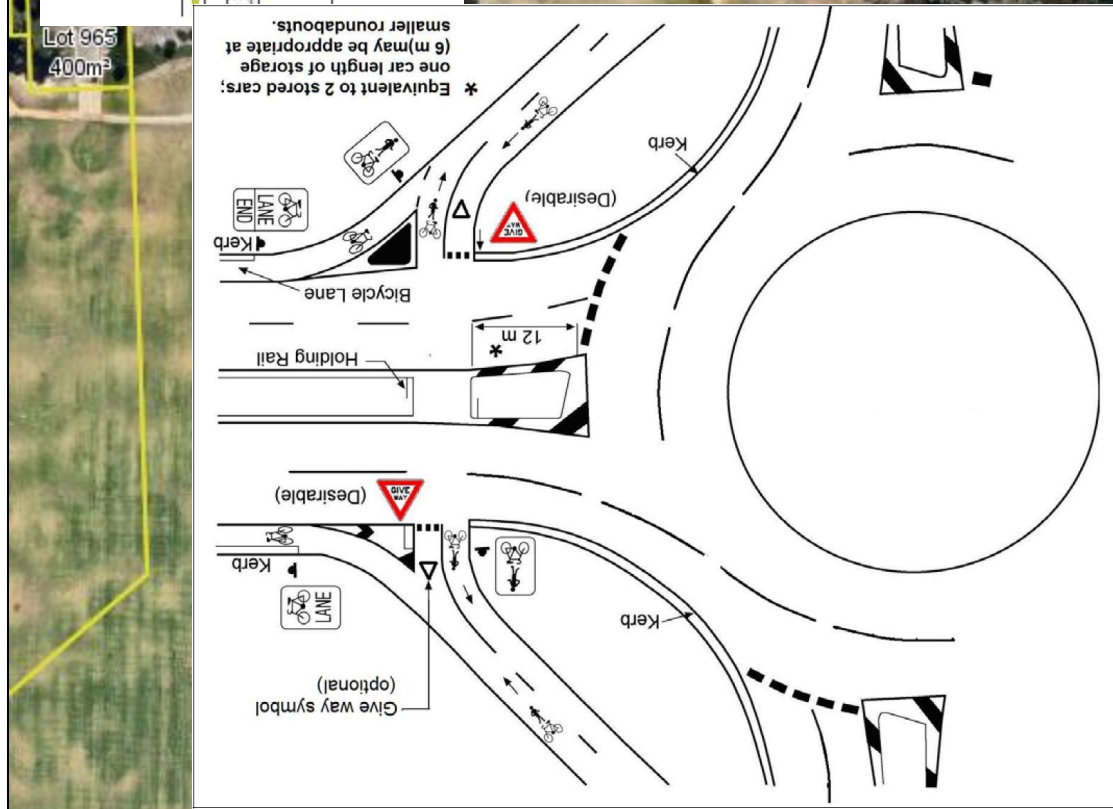 Lot 965
400m²
* Equivalent to 2 stored cars;
one car length of storage
(6 m)may be appropriate at
smaller roundabouts.
Kerb
(Desirable)
GIVE
WAY
LANE
END
Kerb
Bicycle Lane
12 m
*
Holding Rail
(Desirable)
GIVE
WAY
Kerb
LANE
Kerb
Give way symbol
(optional)